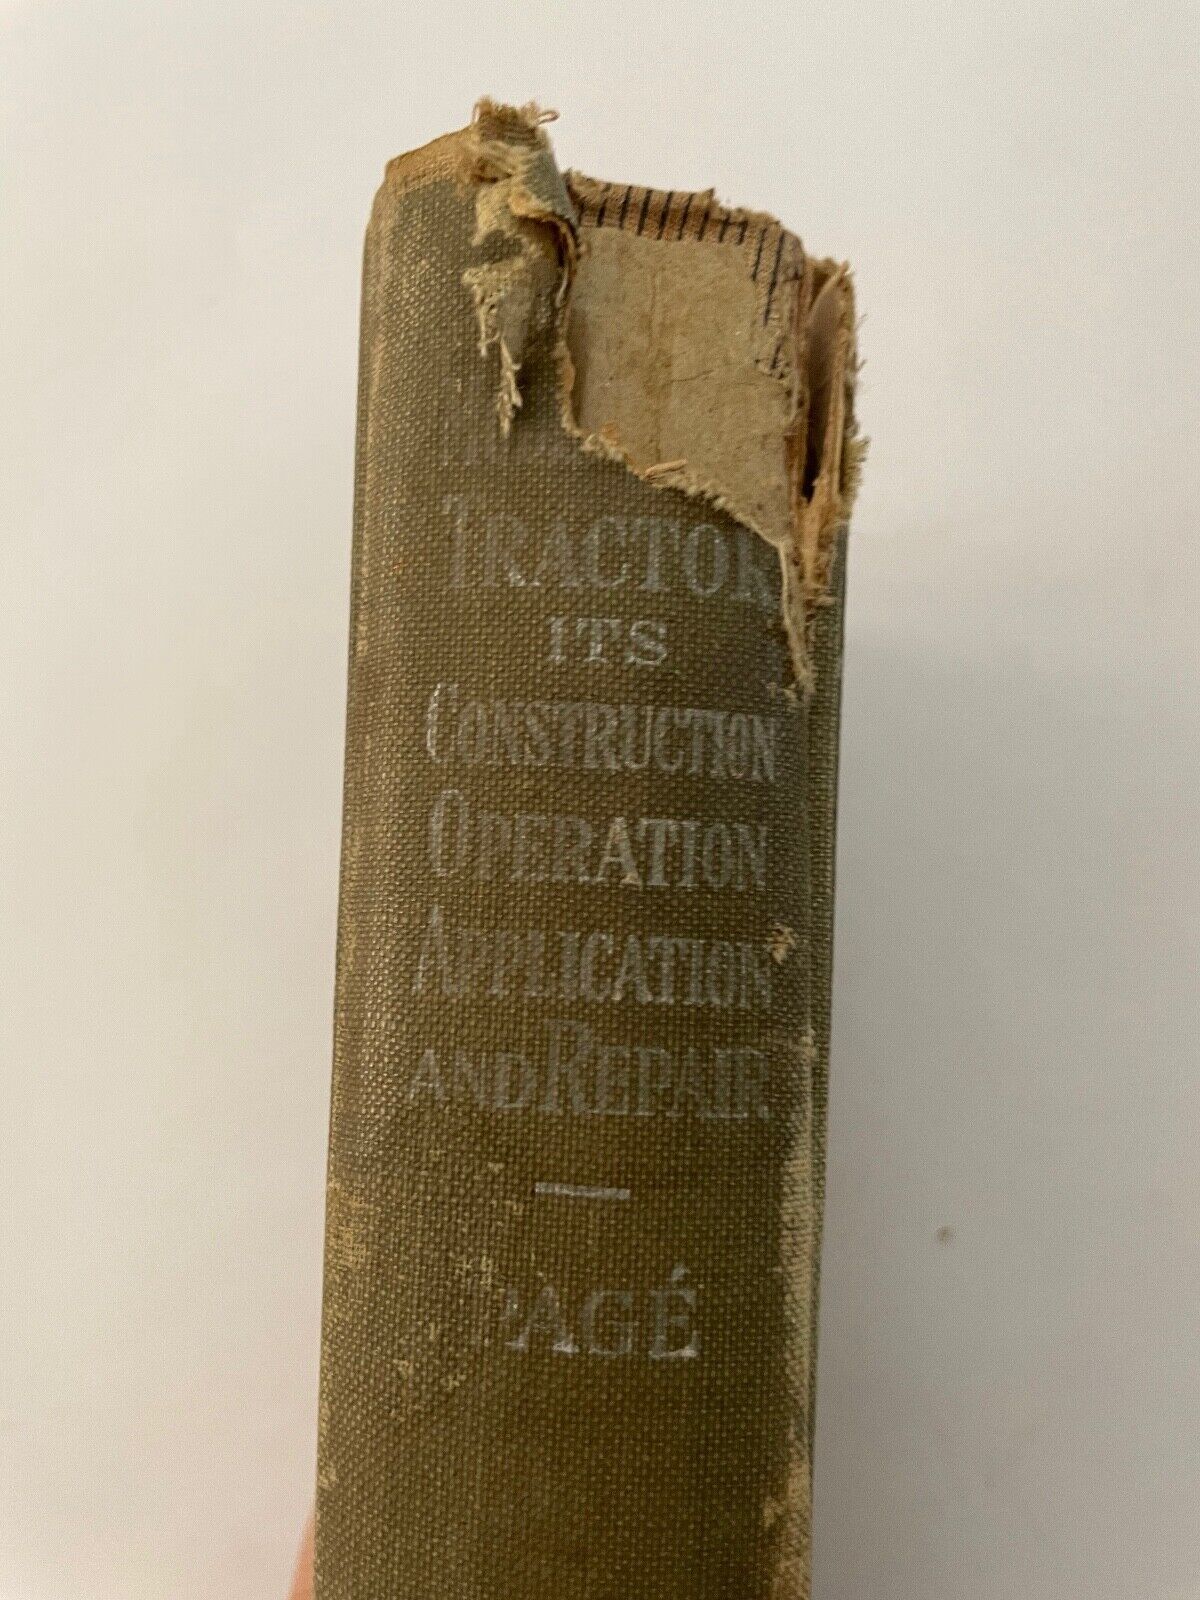 TRACTOR
ITS
CONSTRUCTION
OPERATION
APPLICATION
AND REPAIR
PAGÉ